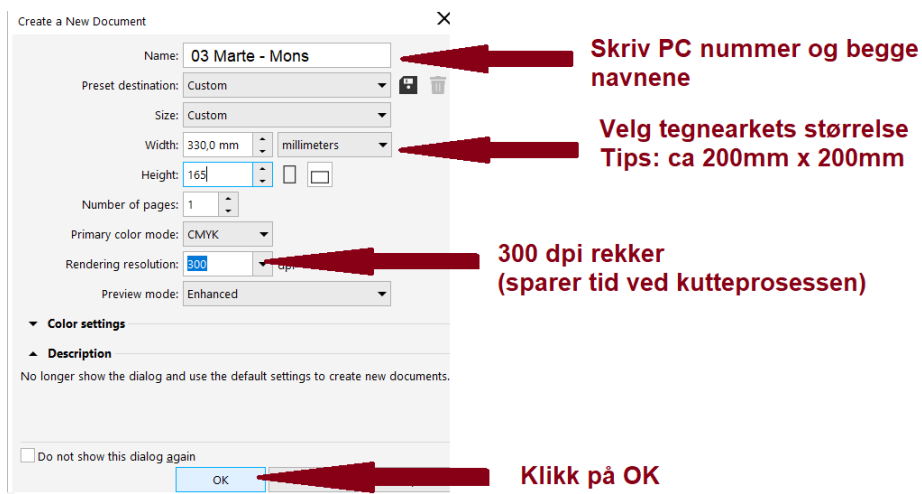 Create a New Document
Name: 03 Marte - Mons
Skriv PC nummer og begge
navnene
Preset destination: Custom
Size: Custom
Width: 330,0 mm millimeters
Velg tegnearkets størrelse
Tips: ca 200mm x 200mm
Height: 165
Number of pages: 1
Primary color mode: CMYK
Rendering resolution: 300
300 dpi rekker
(sparer tid ved kutteprosessen)
Preview mode: Enhanced
Color settings
Description
No longer show the dialog and use the default settings to create new documents.
Do not show this dialog again
OK
Klikk på OK